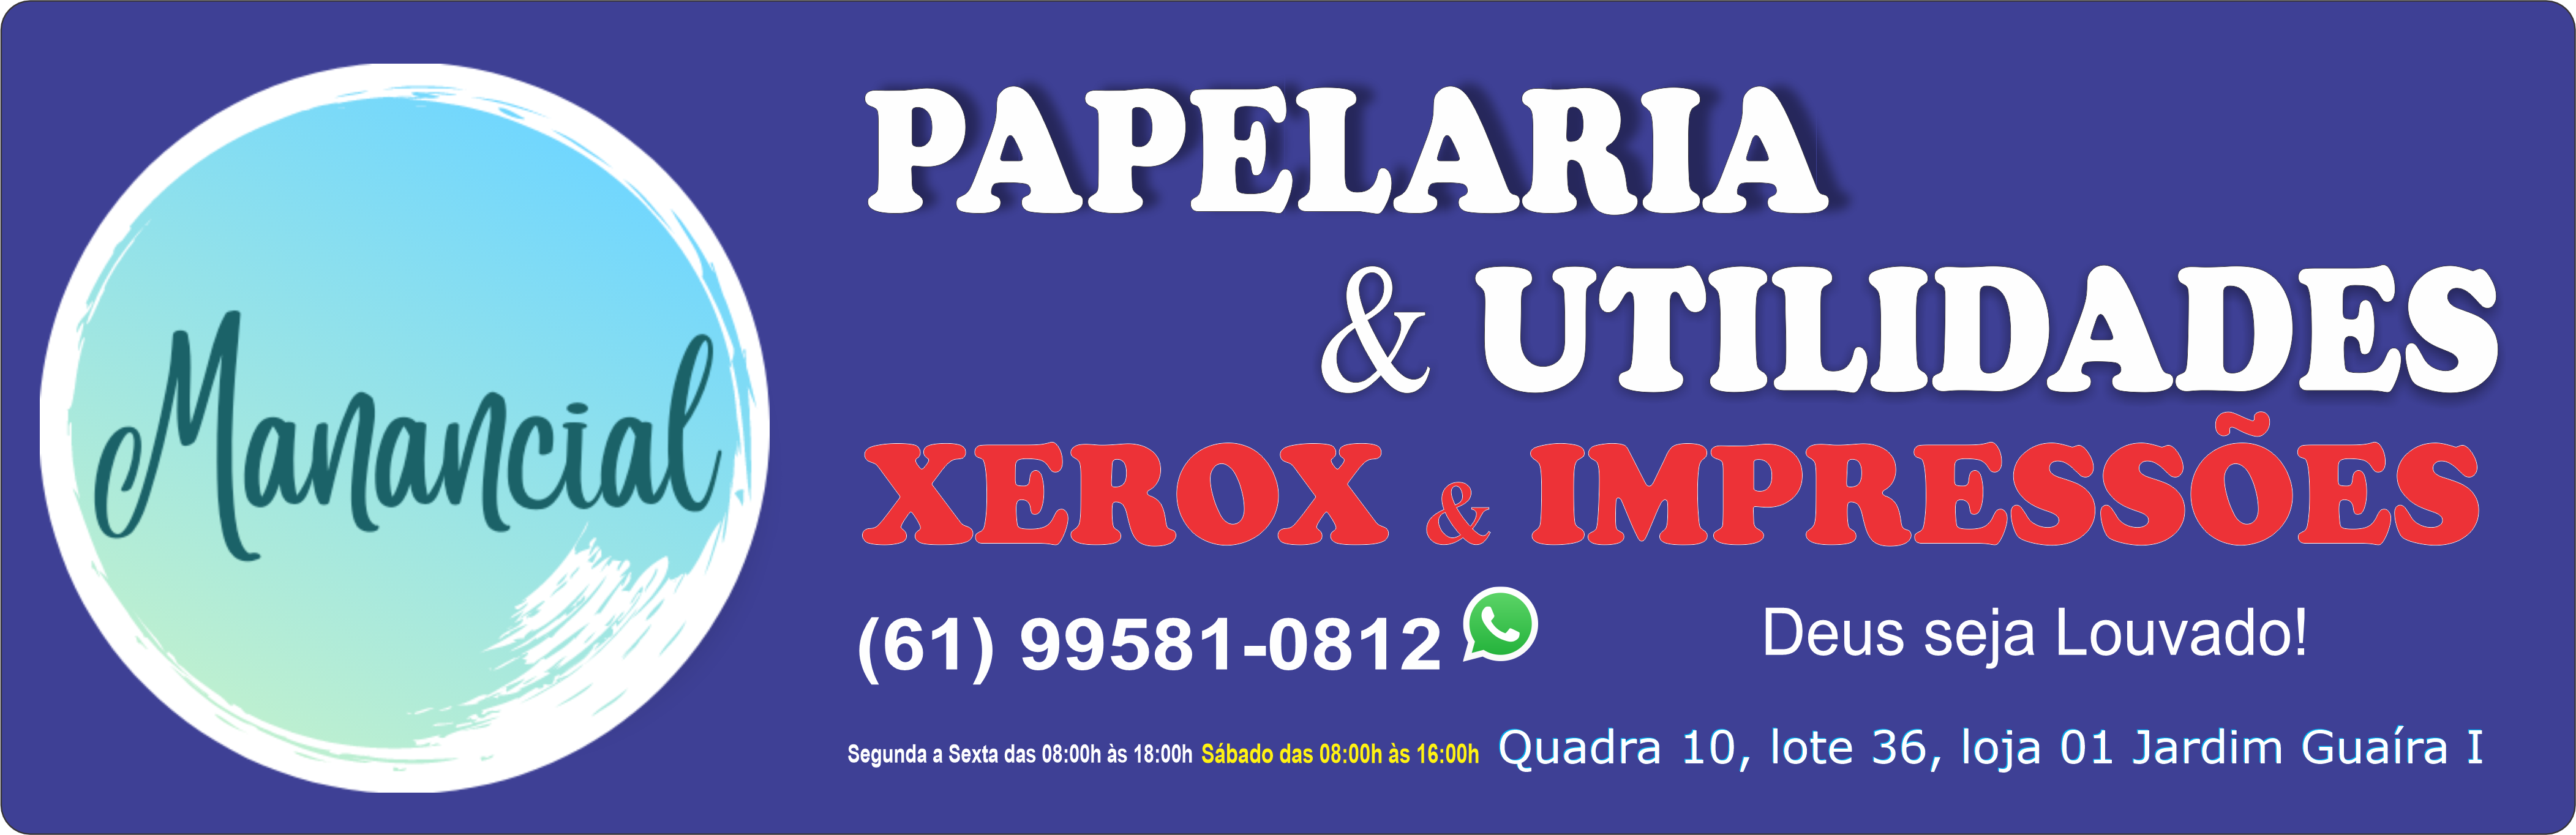 Manancial
PAPELARIA
& UTILIDADES
XEROX & IMPRESSÕES
(61) 99581-0812
Deus seja Louvado!
Segunda a Sexta das 08:00h às 18:00h Sábado das 08:00h às 16:00h
Quadra 10, lote 36, loja 01 Jardim Guaíra I